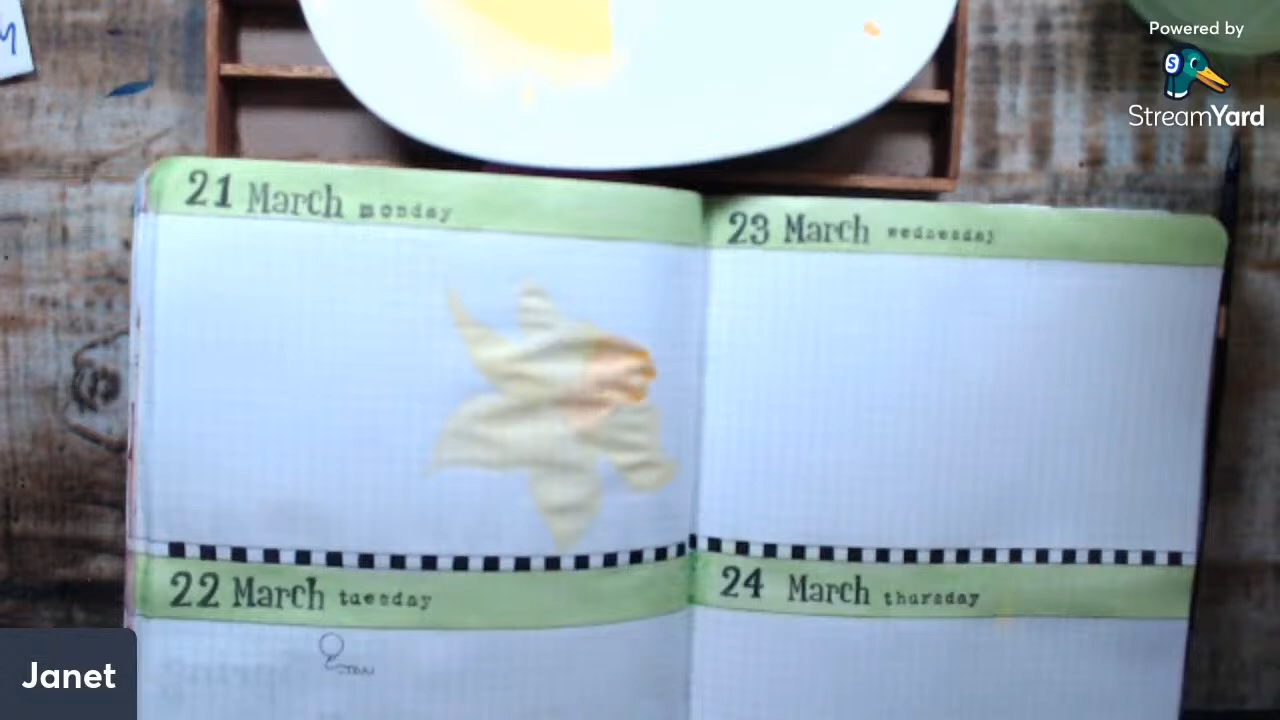 Powered by
S
StreamYard
21 March monday
23 March wednesday
22 March tuesday
24 March thursday
Janet